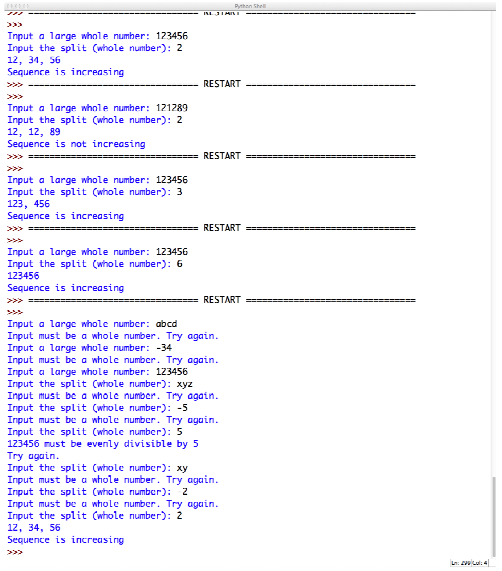 Python Shell
>>> ================================ RESTART ================================
>>>
Input a large whole number: 123456
Input the split (whole number): 2
12, 34, 56
Sequence is increasing
>>> ================================ RESTART ================================
>>>
Input a large whole number: 121289
Input the split (whole number): 2
12, 12, 89
Sequence is not increasing
>>> ================================ RESTART ================================
>>>
Input a large whole number: 123456
Input the split (whole number): 3
123, 456
Sequence is increasing
>>> ================================ RESTART ================================
>>>
Input a large whole number: 123456
Input the split (whole number): 6
123456
Sequence is increasing
>>> ================================ RESTART ================================
>>>
Input a large whole number: abcd
Input must be a whole number. Try again.
Input a large whole number: -34
Input must be a whole number. Try again.
Input a large whole number: 123456
Input the split (whole number): xyz
Input must be a whole number. Try again.
Input the split (whole number): -5
Input must be a whole number. Try again.
Input the split (whole number): 5
123456 must be evenly divisible by 5
Try again.
Input the split (whole number): xy
Input must be a whole number. Try again.
Input the split (whole number): -2
Input must be a whole number. Try again.
Input the split (whole number): 2
12, 34, 56
Sequence is increasing
>>>
Ln: 299 Col: 4